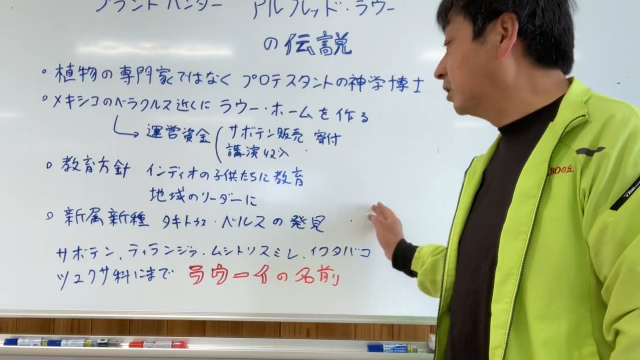 プラントハンター アルフレッド・ラウー
の伝説
○植物の専門家ではなく プロテスタントの神学博士
○メキシコのベラクルス近くに ラウー・ホームを作る
運営資金 サボテン販売 寄付
講演収入
○教育方針 インディオの子供たちに教育
地域のリーダーに
○新属新種 タキトウス・ベルスの発見
サボテン、ティランジァ・ムシトリスミレ、イワタバコ
ツユクサ科にまで ラウーイの名前
の丘